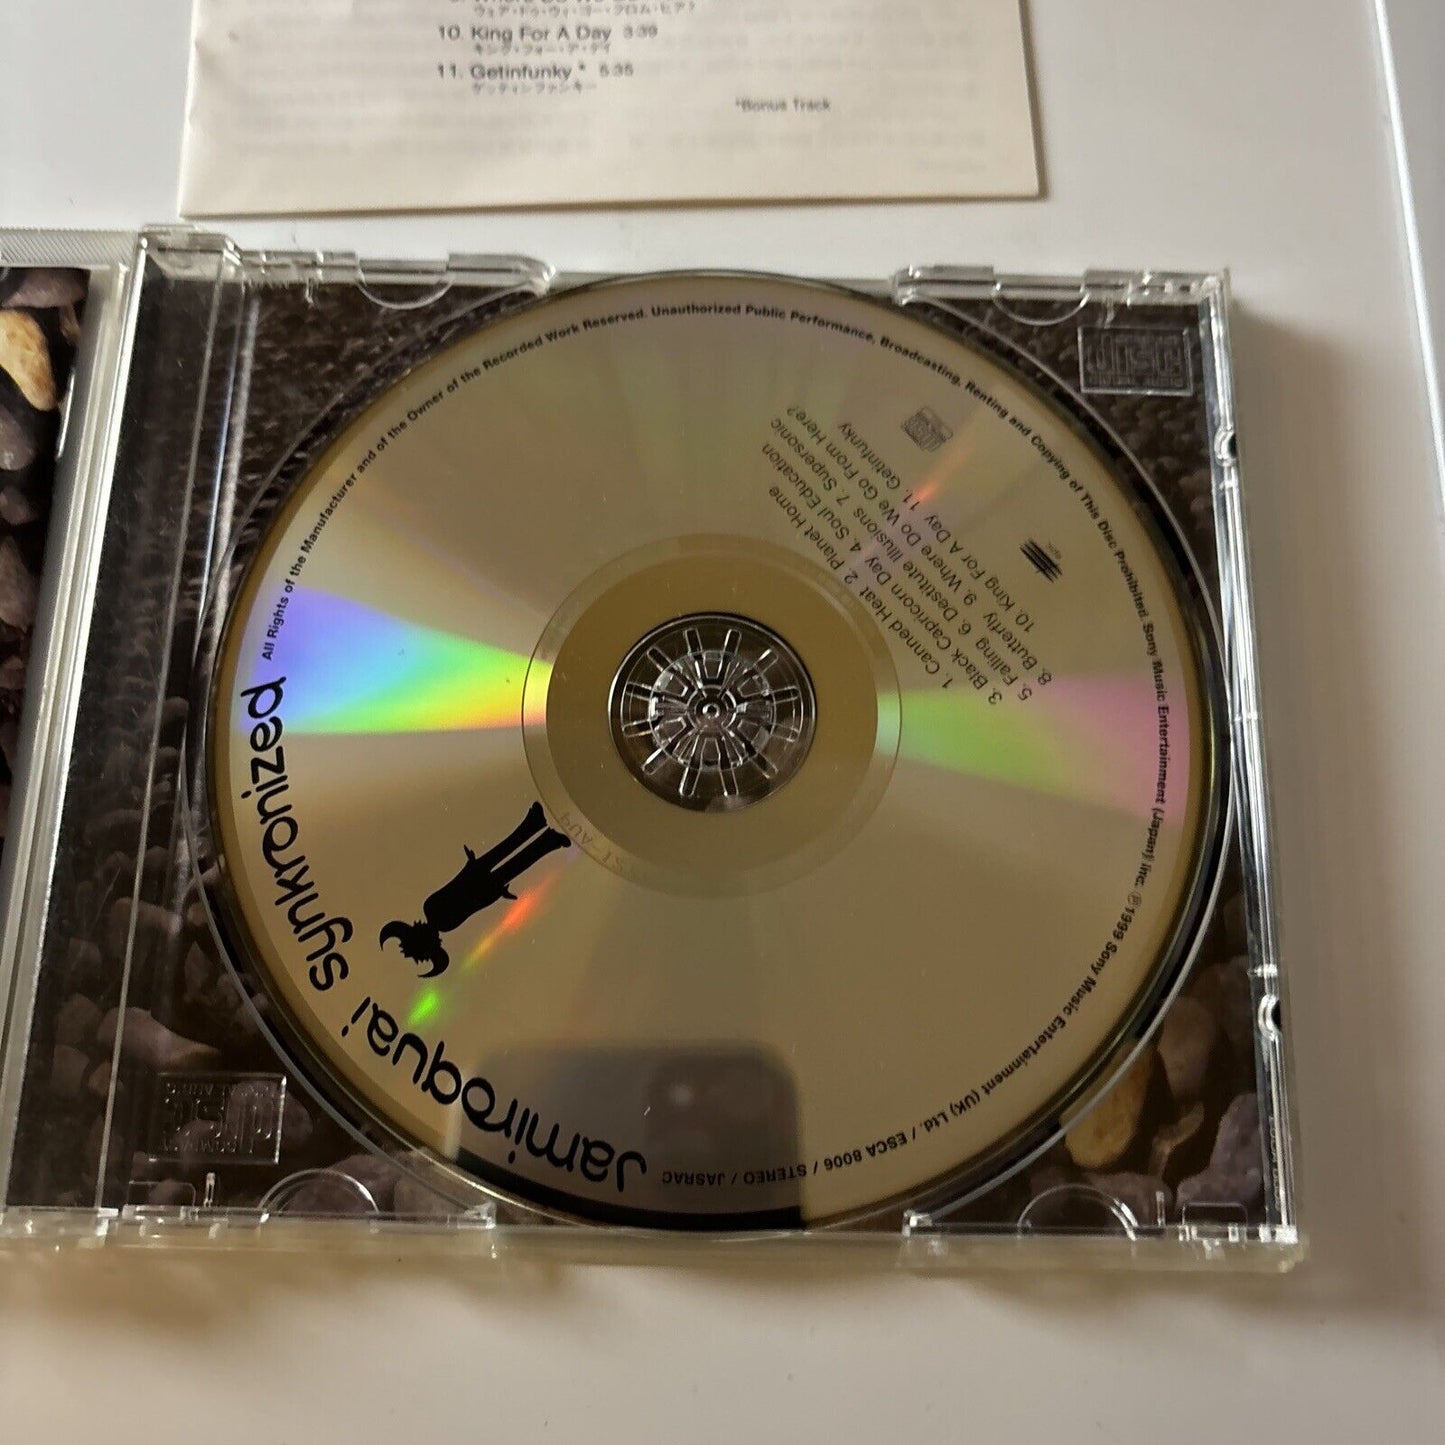 10. King For A Day 3:39
キング・フォー・ア・デイ
11. Getinfunky * 5:35
ゲッティンファンキー
*Bonus Track
All Rights of the Manufacturer and of the Owner of the Recorded Work Reserved. Unauthorized Public Performance, Broadcasting, Renting and Copying of This Disc Prohibited. Sony Music Entertainment (Japan) Inc. ℗1999 Sony Music Entertainment (UK) Ltd. / ESCA 8006 / STEREO / JASRAC
Jamiroquai synkronized
1. Canned Heat 2. Planet Home
3. Black Capricorn Day 4. Soul Education
5. Falling 6. Destitute Illusions 7. Supersonic
8. Butterfly 9. Where Do We Go From Here?
10. King For A Day 11. Getinfunky
epic